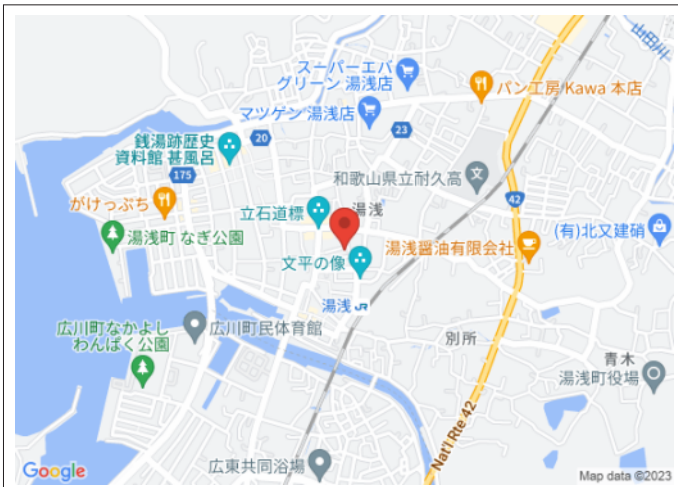 山田川
スーパーエバ
グリーン 湯浅店
パン工房 Kawa 本店
マツゲン 湯浅店
20
23
銭湯跡歴史
資料館 甚風呂
175
和歌山県立耐久高
42
がけっぷち
立石道標
湯浅
(有)北又建硝
湯浅町 なぎ公園
湯浅醤油有限会社
文平の像
湯浅
JR
広川町なかよし
わんぱく公園
広川町民体育館
別所
青木
湯浅町役場
Nat'l Rte 42
広東共同浴場
Google
Map data ©2023